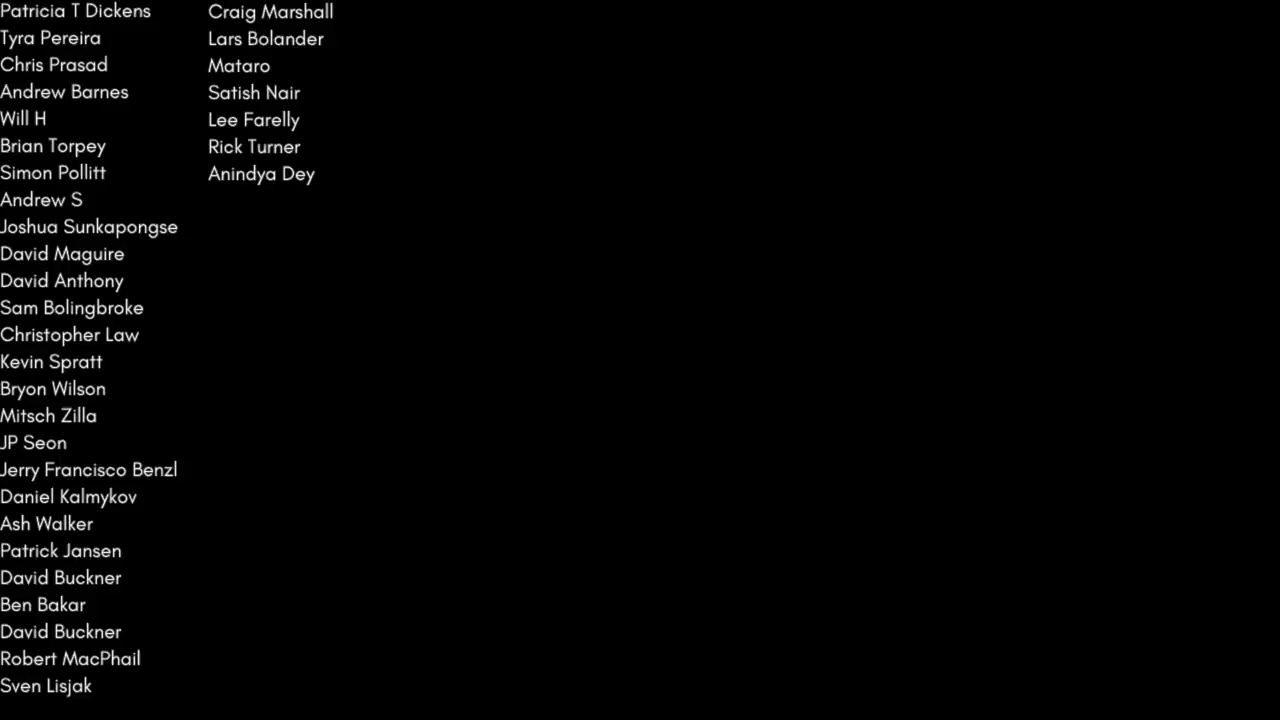 Patricia T Dickens
Tyra Pereira
Chris Prasad
Andrew Barnes
Will H
Brian Torpey
Simon Pollitt
Andrew S
Joshua Sunkapongse
David Maguire
David Anthony
Sam Bolingbroke
Christopher Law
Kevin Spratt
Bryon Wilson
Mitsch Zilla
JP Seon
Jerry Francisco Benzl
Daniel Kalmykov
Ash Walker
Patrick Jansen
David Buckner
Ben Bakar
David Buckner
Robert MacPhail
Sven Lisjak
Craig Marshall
Lars Bolander
Mataro
Satish Nair
Lee Farelly
Rick Turner
Anindya Dey